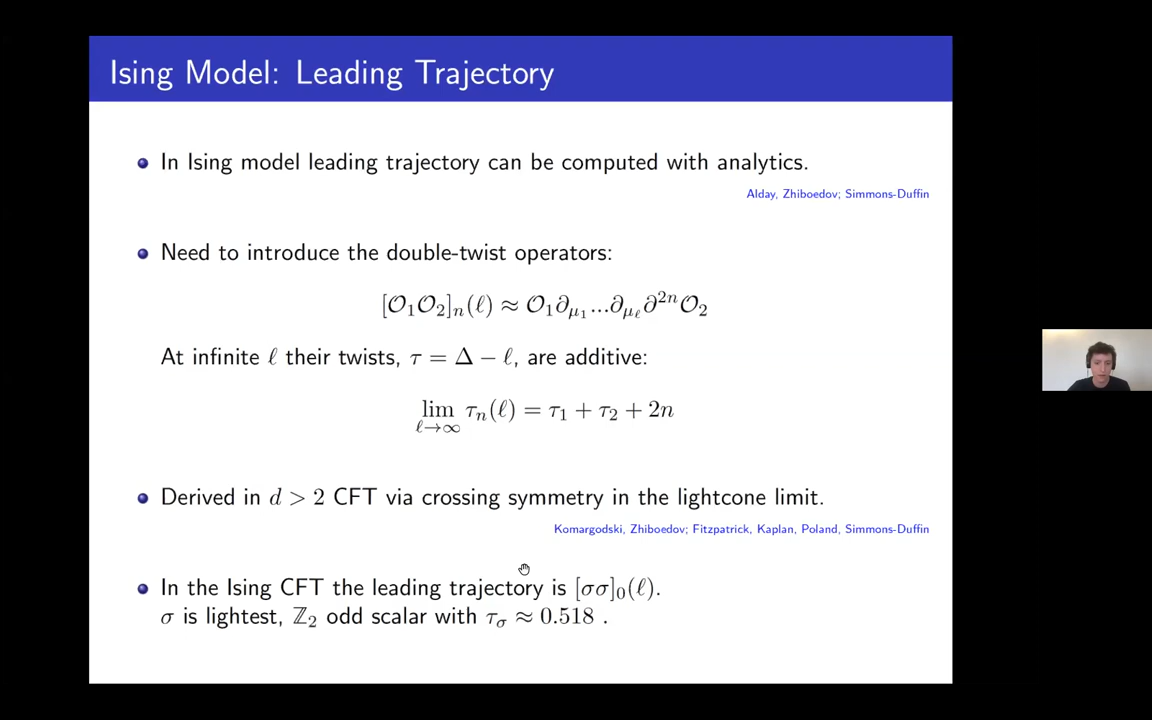 Ising Model: Leading Trajectory
In Ising model leading trajectory can be computed with analytics.
Alday, Zhiboedov; Simmons-Duffin
Need to introduce the double-twist operators:
[𝒪₁𝒪₂]ₙ(ℓ) ≈ 𝒪₁∂_{μ₁}...∂_{μ_ℓ}∂²ⁿ𝒪₂
At infinite ℓ their twists, τ = Δ − ℓ, are additive:
lim_{ℓ→∞} τₙ(ℓ) = τ₁ + τ₂ + 2n
Derived in d > 2 CFT via crossing symmetry in the lightcone limit.
Komargodski, Zhiboedov; Fitzpatrick, Kaplan, Poland, Simmons-Duffin
In the Ising CFT the leading trajectory is [σσ]₀(ℓ).
σ is lightest, ℤ₂ odd scalar with τ_σ ≈ 0.518 .